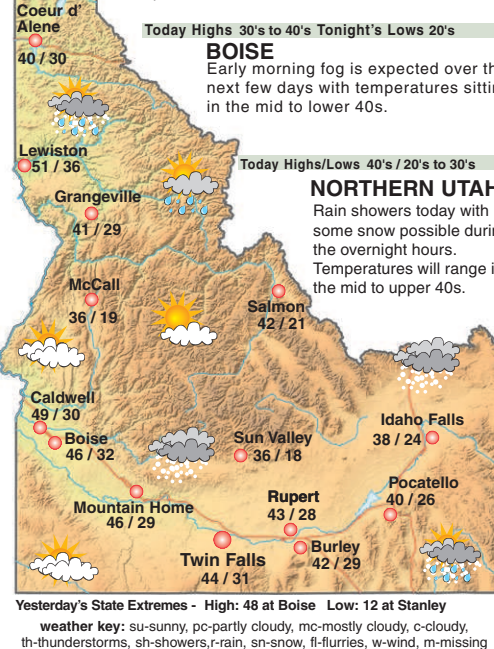 Coeur d'
Alene
40 / 30
Today Highs 30's to 40's Tonight's Lows 20's
BOISE
Early morning fog is expected over th
next few days with temperatures sittin
in the mid to lower 40s.
Lewiston
51 / 36
Grangeville
41 / 29
Today Highs/Lows 40's / 20's to 30's
NORTHERN UTAH
Rain showers today with
some snow possible durin
the overnight hours.
Temperatures will range i
the mid to upper 40s.
McCall
36 / 19
Salmon
42 / 21
Caldwell
49 / 30
Boise
46 / 32
Sun Valley
36 / 18
Idaho Falls
38 / 24
Mountain Home
46 / 29
Rupert
43 / 28
Pocatello
40 / 26
Twin Falls
44 / 31
Burley
42 / 29
Yesterday's State Extremes - High: 48 at Boise Low: 12 at Stanley
weather key: su-sunny, pc-partly cloudy, mc-mostly cloudy, c-cloudy,
th-thunderstorms, sh-showers,r-rain, sn-snow, fl-flurries, w-wind, m-missing